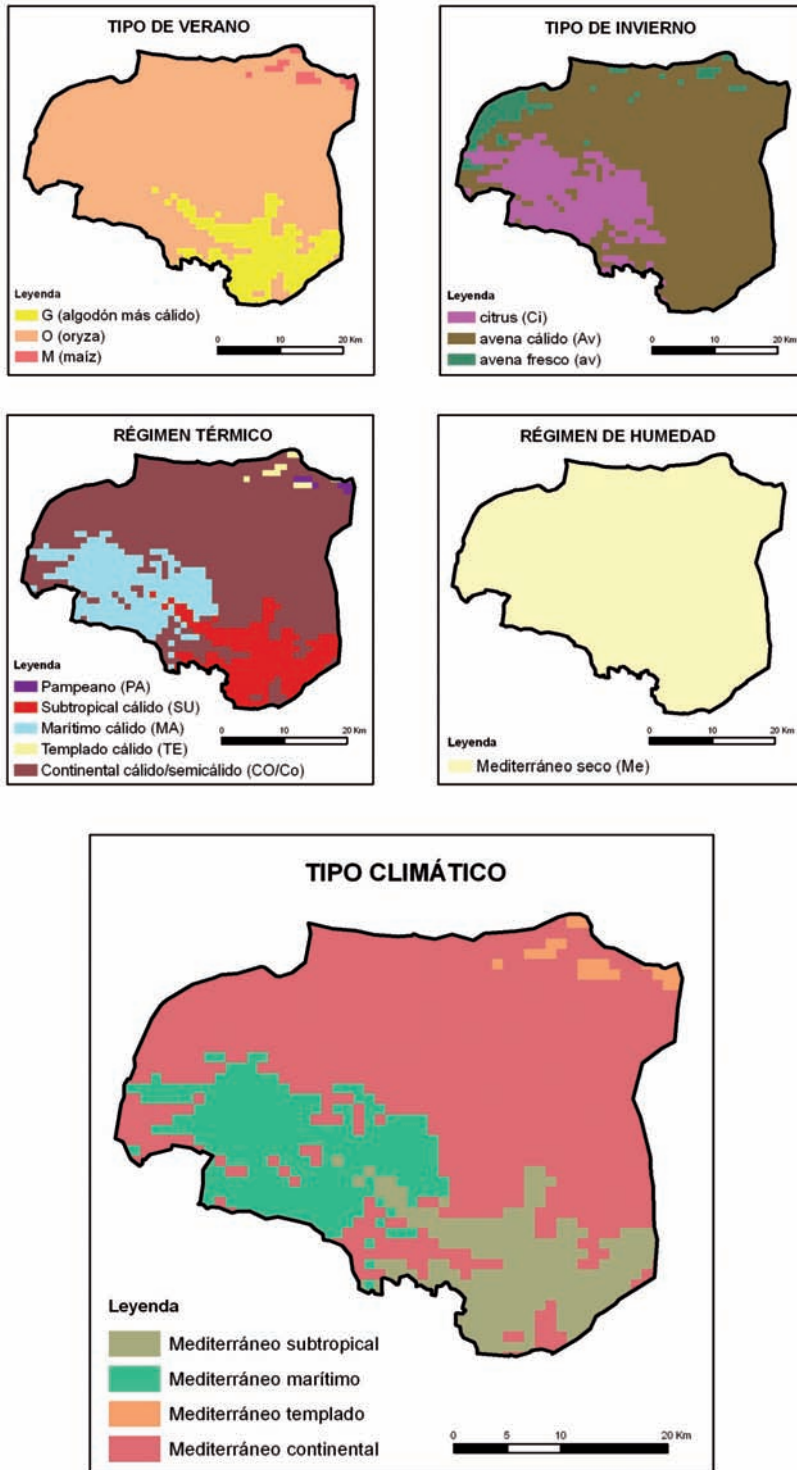 TIPO DE VERANO
Leyenda
G (algodón más cálido)
O (oryza)
M (maíz)
0 10 20 Km
TIPO DE INVIERNO
Leyenda
citrus (Ci)
avena cálido (Av)
avena fresco (av)
0 10 20 Km
RÉGIMEN TÉRMICO
Leyenda
Pampeano (PA)
Subtropical cálido (SU)
Marítimo cálido (MA)
Templado cálido (TE)
Continental cálido/semicálido (CO/Co)
0 10 20 Km
RÉGIMEN DE HUMEDAD
Leyenda
Mediterráneo seco (Me)
0 10 20 Km
TIPO CLIMÁTICO
Leyenda
Mediterráneo subtropical
Mediterráneo marítimo
Mediterráneo templado
Mediterráneo continental
0 5 10 20 Km